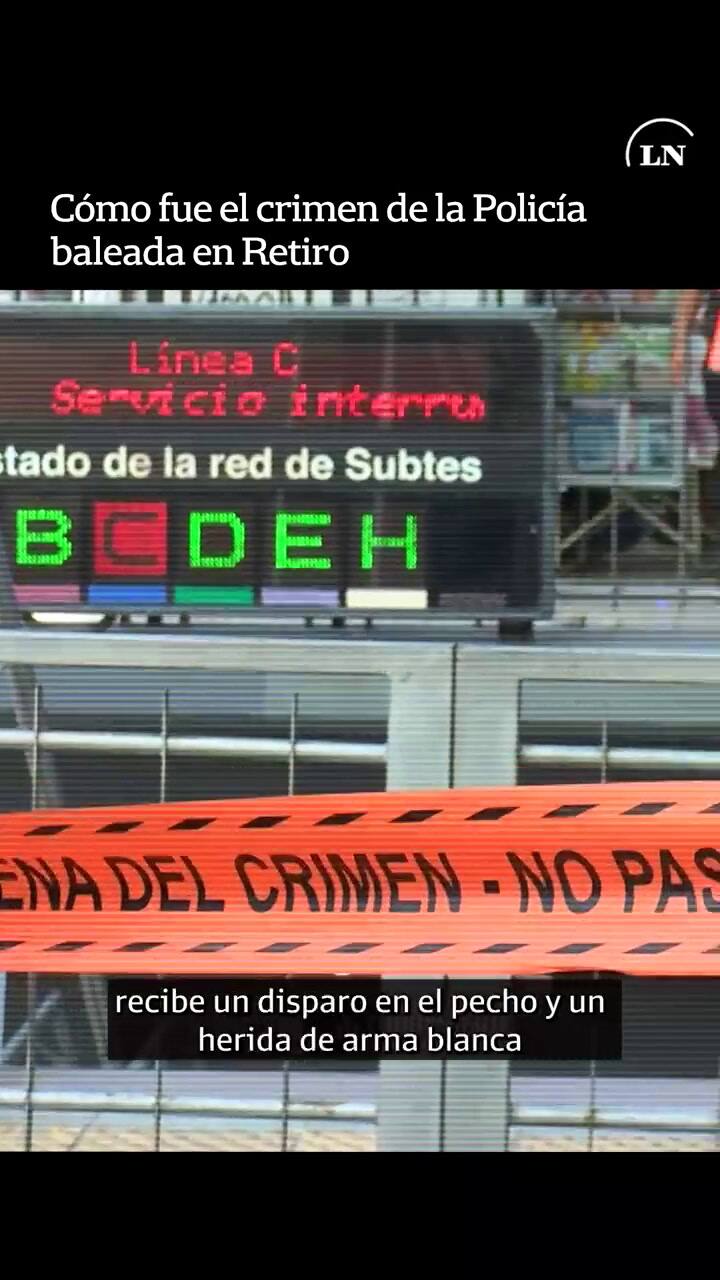 LN
Cómo fue el crimen de la Policía
baleada en Retiro
Línea C
Servicio interru
stado de la red de Subtes
B C D E H
ENA DEL CRIMEN - NO PAS
recibe un disparo en el pecho y un
herida de arma blanca